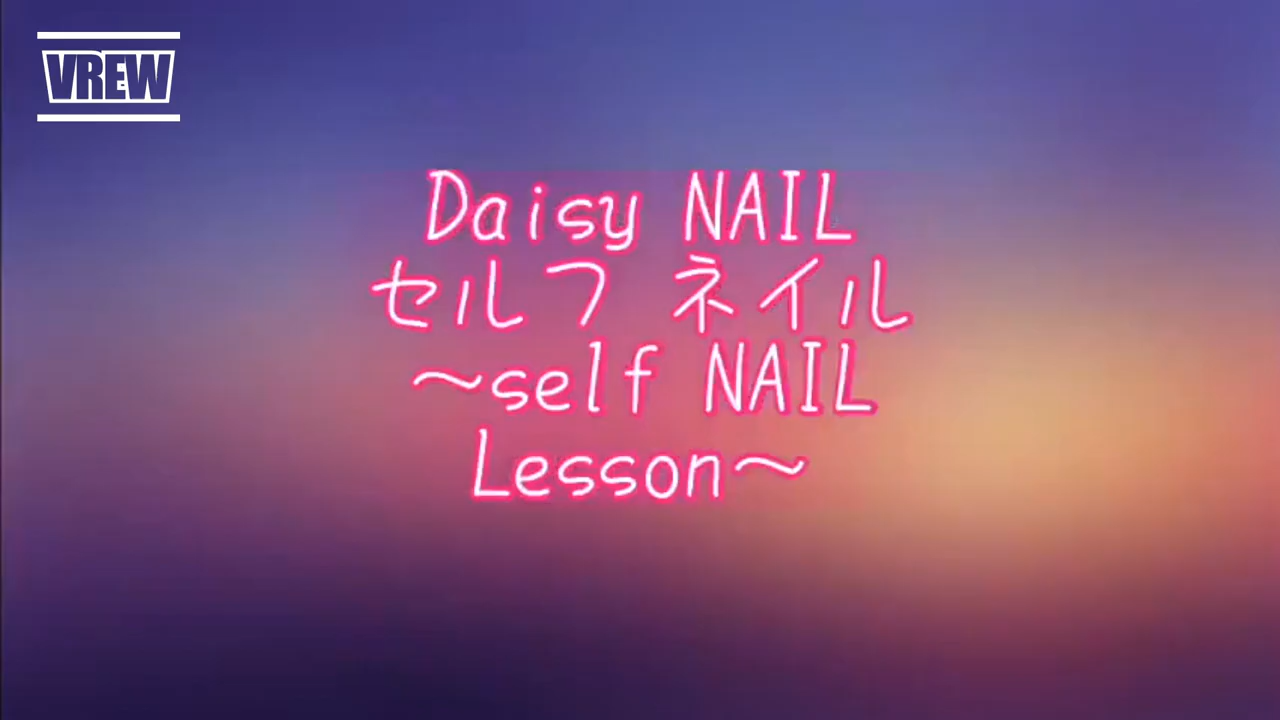 VREW
Daisy NAIL
セルフ ネイル
～self NAIL
Lesson～